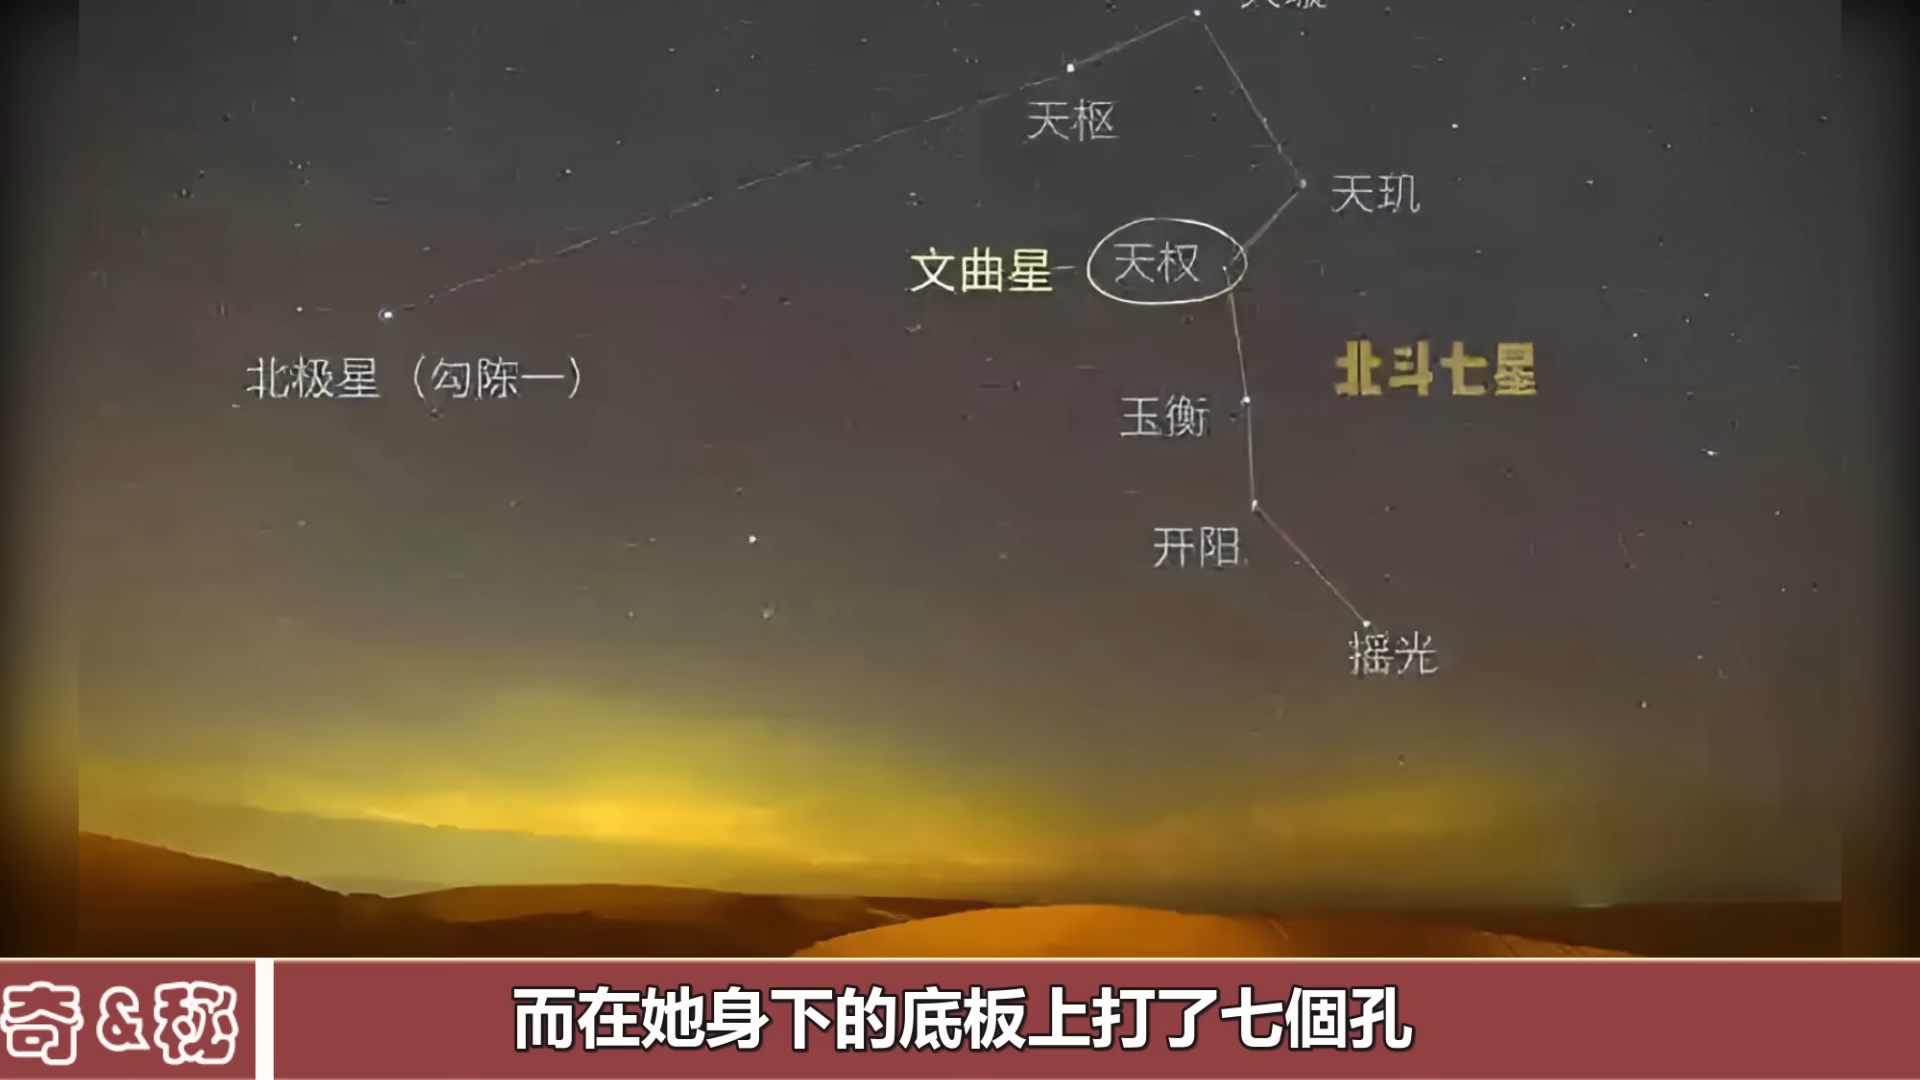 天枢
天玑
文曲星
天权
北斗七星
北极星（勾陈一）
玉衡
开阳
摇光
奇&秘
而在她身下的底板上打了七個孔